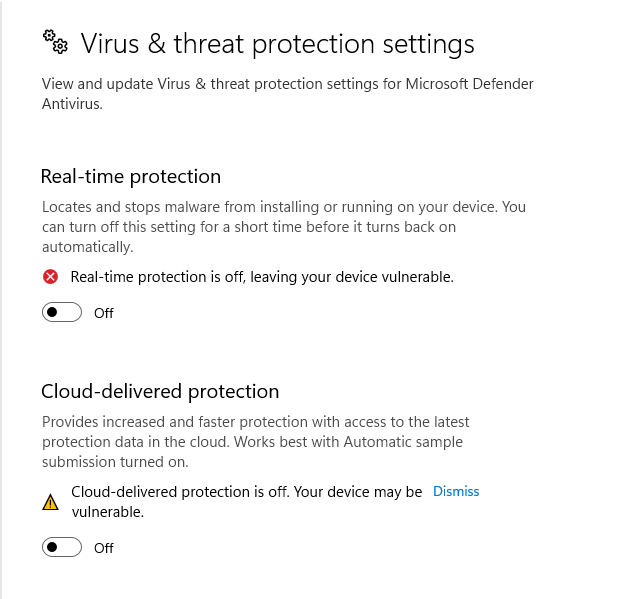 Virus & threat protection settings
View and update Virus & threat protection settings for Microsoft Defender
Antivirus.
Real-time protection
Locates and stops malware from installing or running on your device. You
can turn off this setting for a short time before it turns back on
automatically.
Real-time protection is off, leaving your device vulnerable.
Off
Cloud-delivered protection
Provides increased and faster protection with access to the latest
protection data in the cloud. Works best with Automatic sample
submission turned on.
Cloud-delivered protection is off. Your device may be Dismiss
vulnerable.
Off